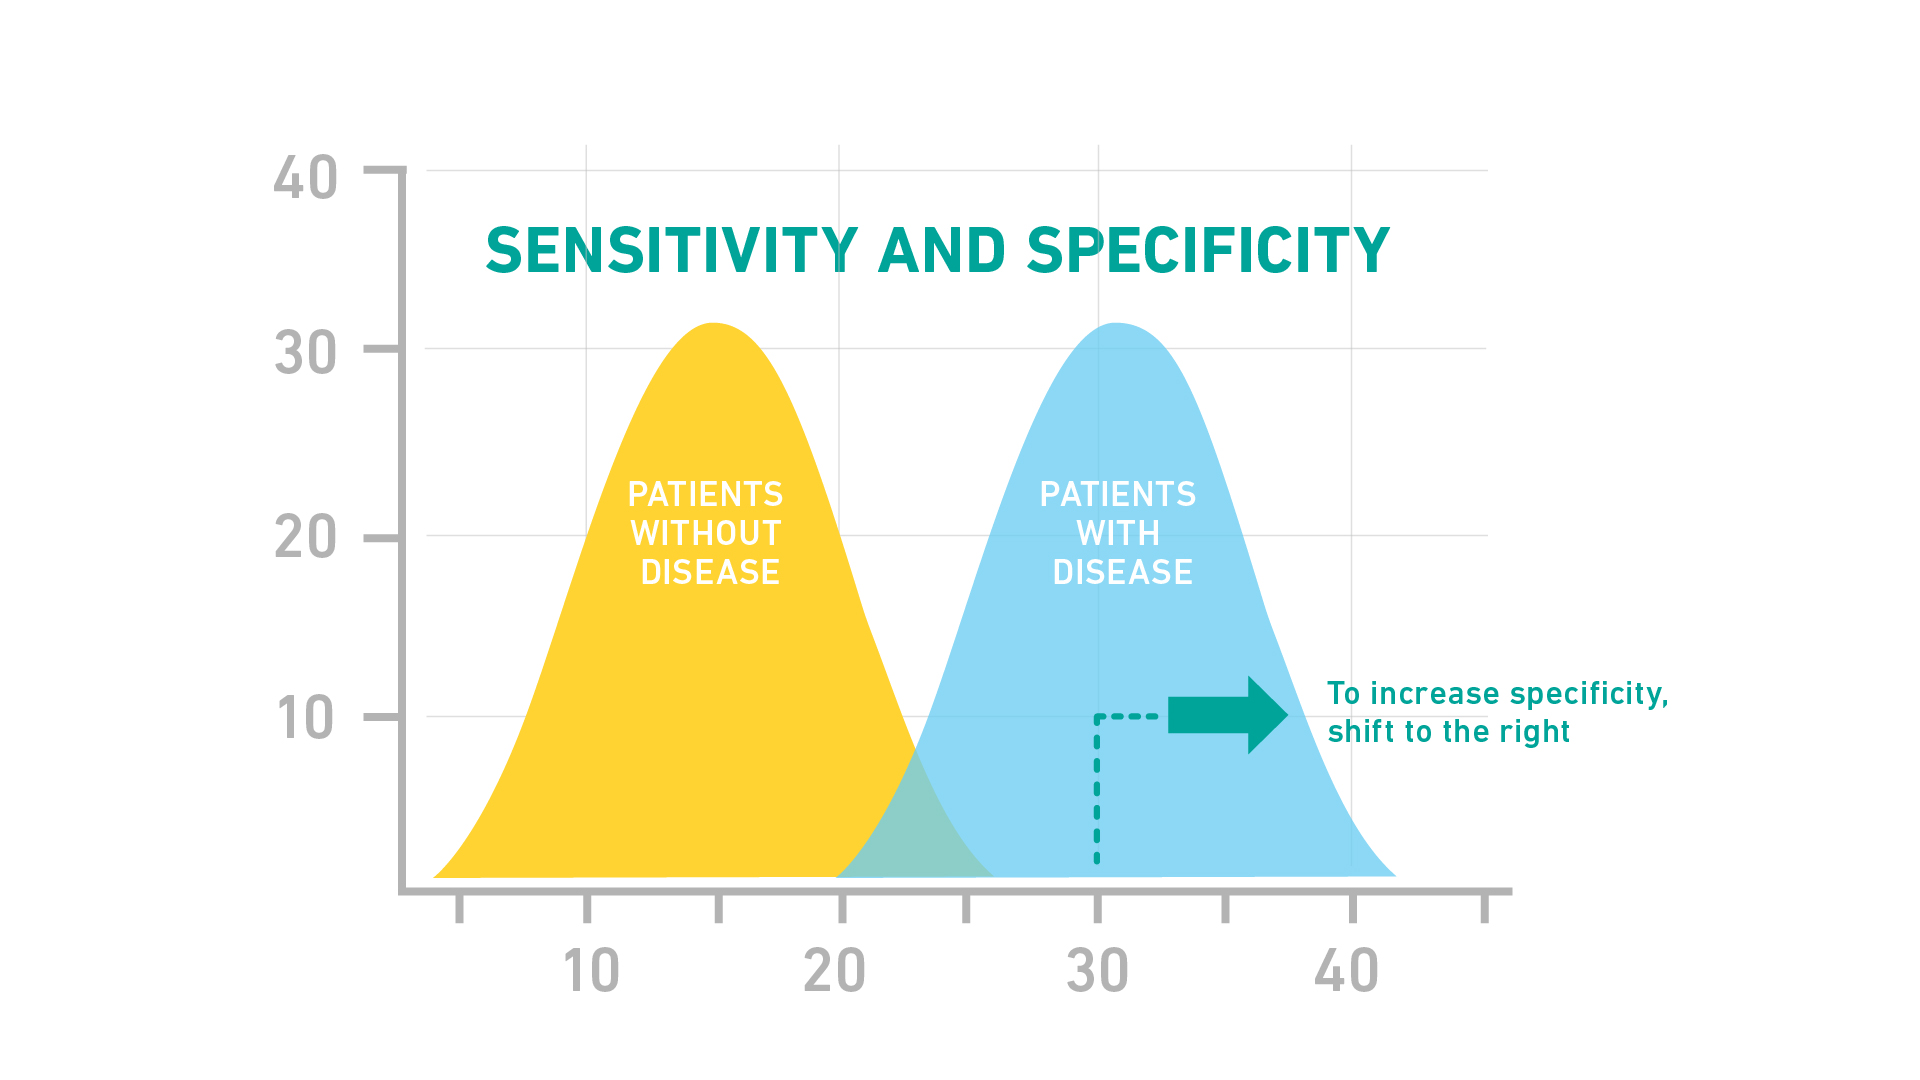 SENSITIVITY AND SPECIFICITY
40
30
20
10
PATIENTS
WITHOUT
DISEASE
PATIENTS
WITH
DISEASE
To increase specificity,
shift to the right
10 20 30 40